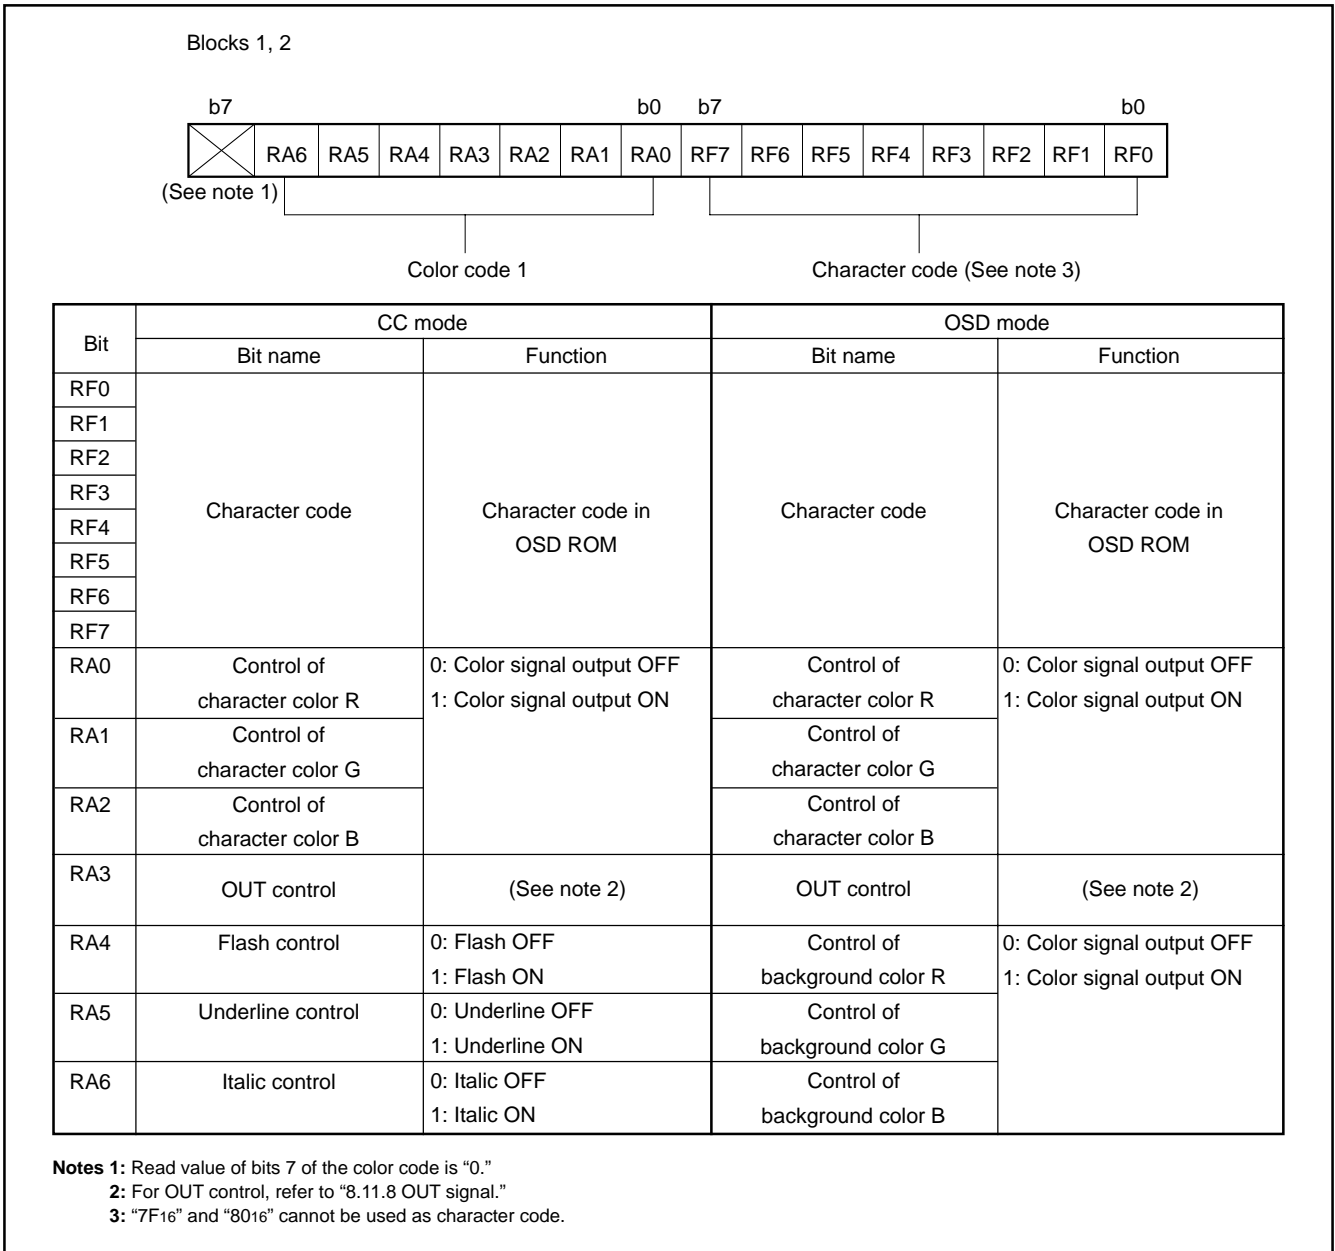 Blocks 1, 2
b7 b0 b7 b0
RA6 RA5 RA4 RA3 RA2 RA1 RA0 RF7 RF6 RF5 RF4 RF3 RF2 RF1 RF0
(See note 1)
Color code 1 Character code (See note 3)
Bit CC mode OSD mode
Bit name Function Bit name Function
RF0
RF1
RF2
RF3
RF4
RF5
RF6
RF7
Character code Character code in Character code Character code in
OSD ROM OSD ROM
RA0 Control of 0: Color signal output OFF Control of 0: Color signal output OFF
character color R 1: Color signal output ON character color R 1: Color signal output ON
RA1 Control of Control of
character color G character color G
RA2 Control of Control of
character color B character color B
RA3 OUT control (See note 2) OUT control (See note 2)
RA4 Flash control 0: Flash OFF Control of 0: Color signal output OFF
1: Flash ON background color R 1: Color signal output ON
RA5 Underline control 0: Underline OFF Control of
1: Underline ON background color G
RA6 Italic control 0: Italic OFF Control of
1: Italic ON background color B
Notes 1: Read value of bits 7 of the color code is “0.”
2: For OUT control, refer to “8.11.8 OUT signal.”
3: “7F16” and “8016” cannot be used as character code.